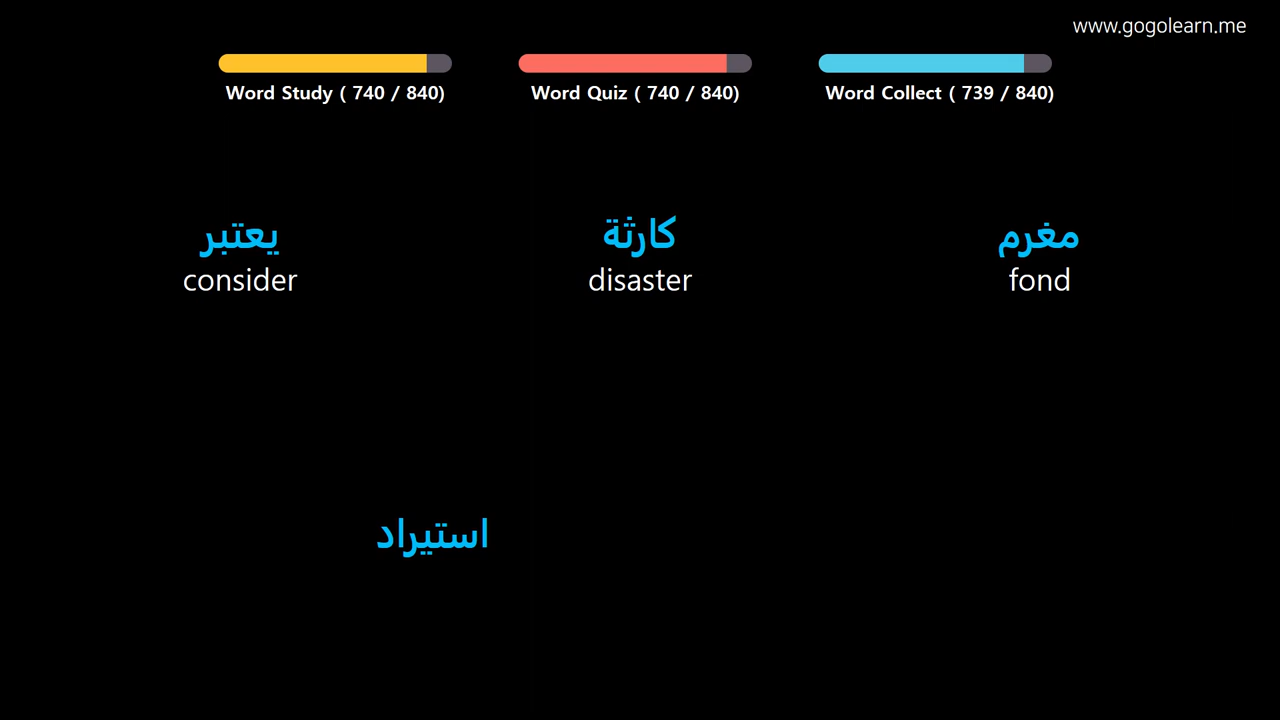 www.gogolearn.me
Word Study ( 740 / 840)
Word Quiz ( 740 / 840)
Word Collect ( 739 / 840)
يعتبر
consider
كارثة
disaster
مغرم
fond
استيراد